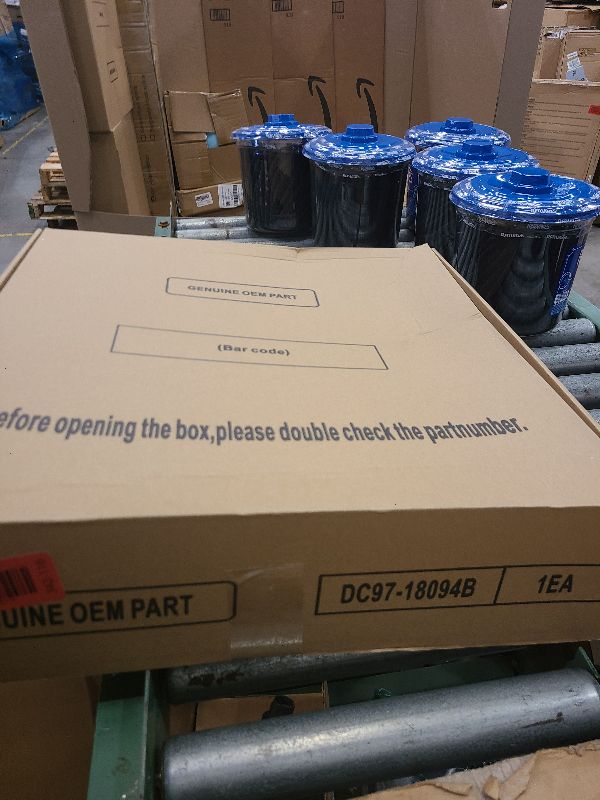 GENUINE OEM PART
(Bar code)
efore opening the box,please double check the partnumber.
UINE OEM PART
DC97-18094B
1EA